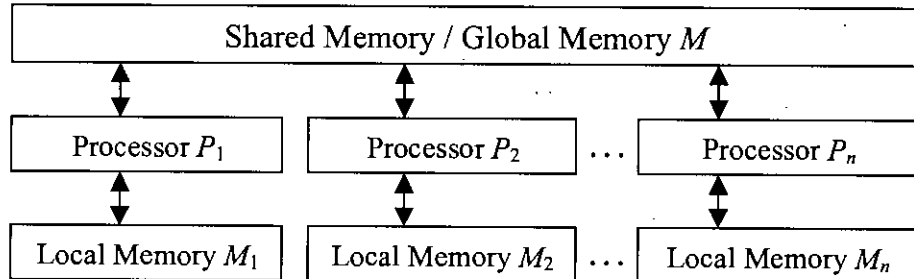 Shared Memory / Global Memory M
Processor P₁ Processor P₂ ... Processor Pₙ
Local Memory M₁ Local Memory M₂ ... Local Memory Mₙ